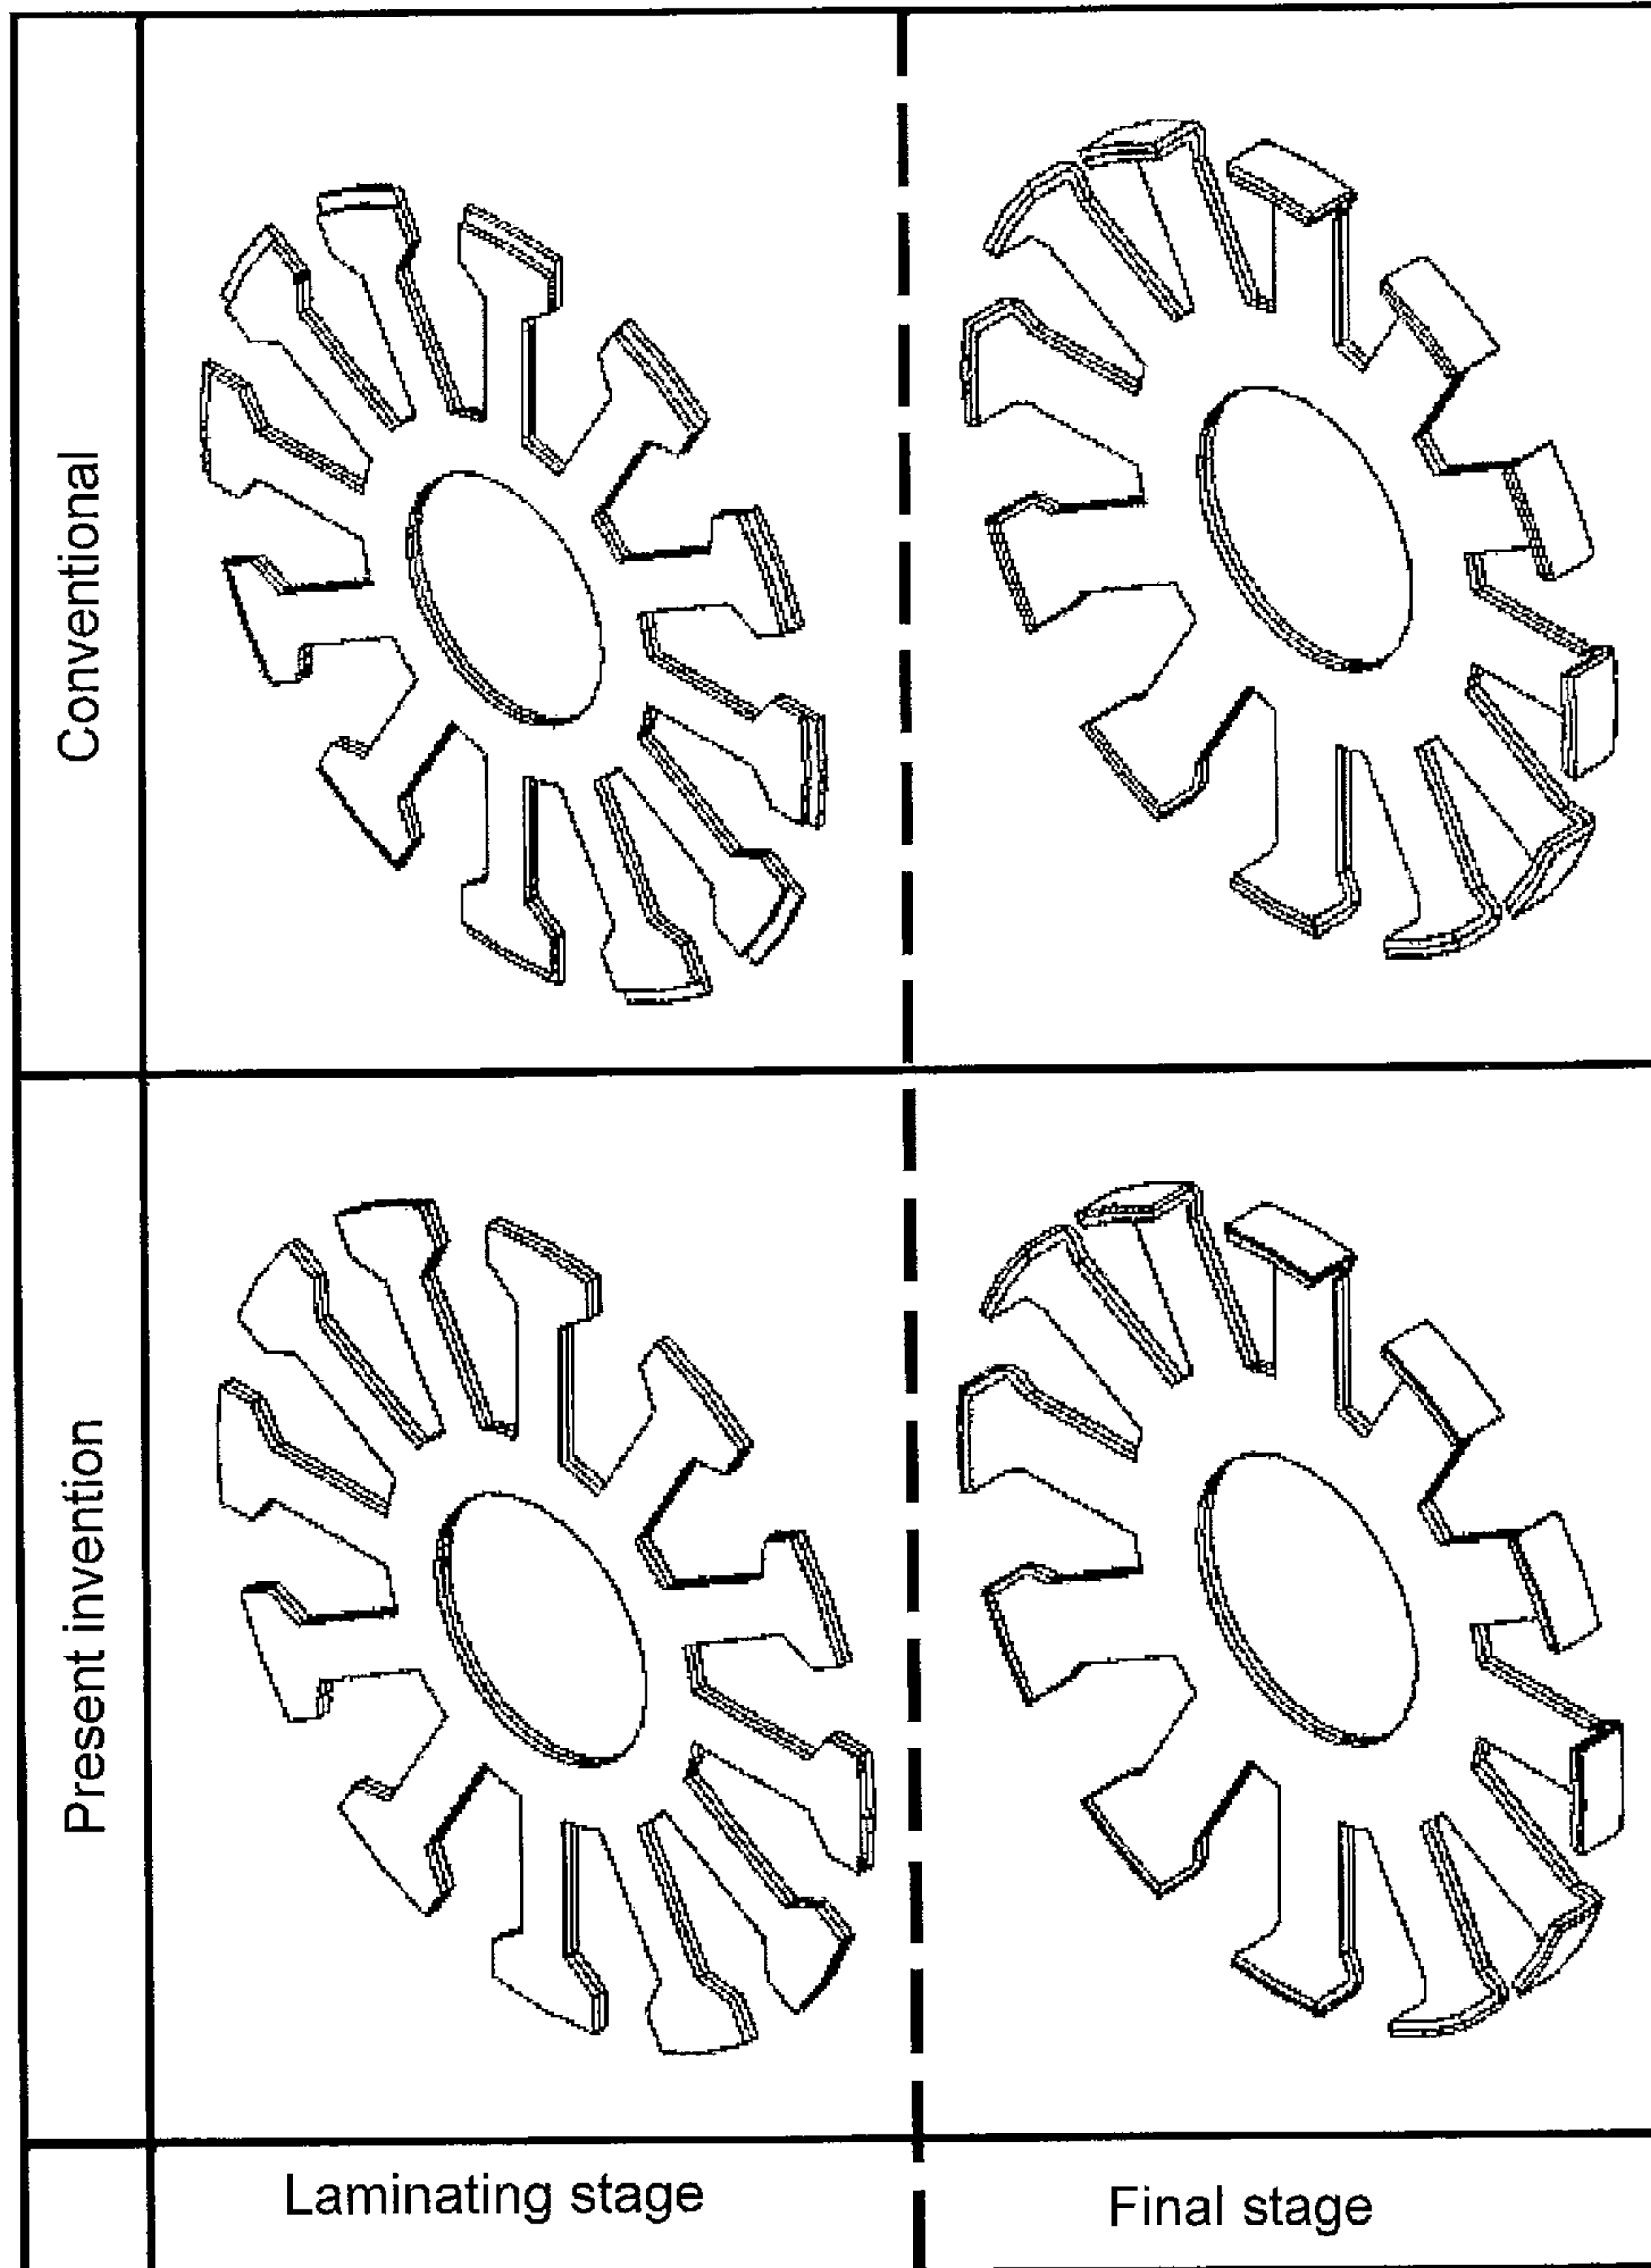 Conventional
Present invention
Laminating stage
Final stage